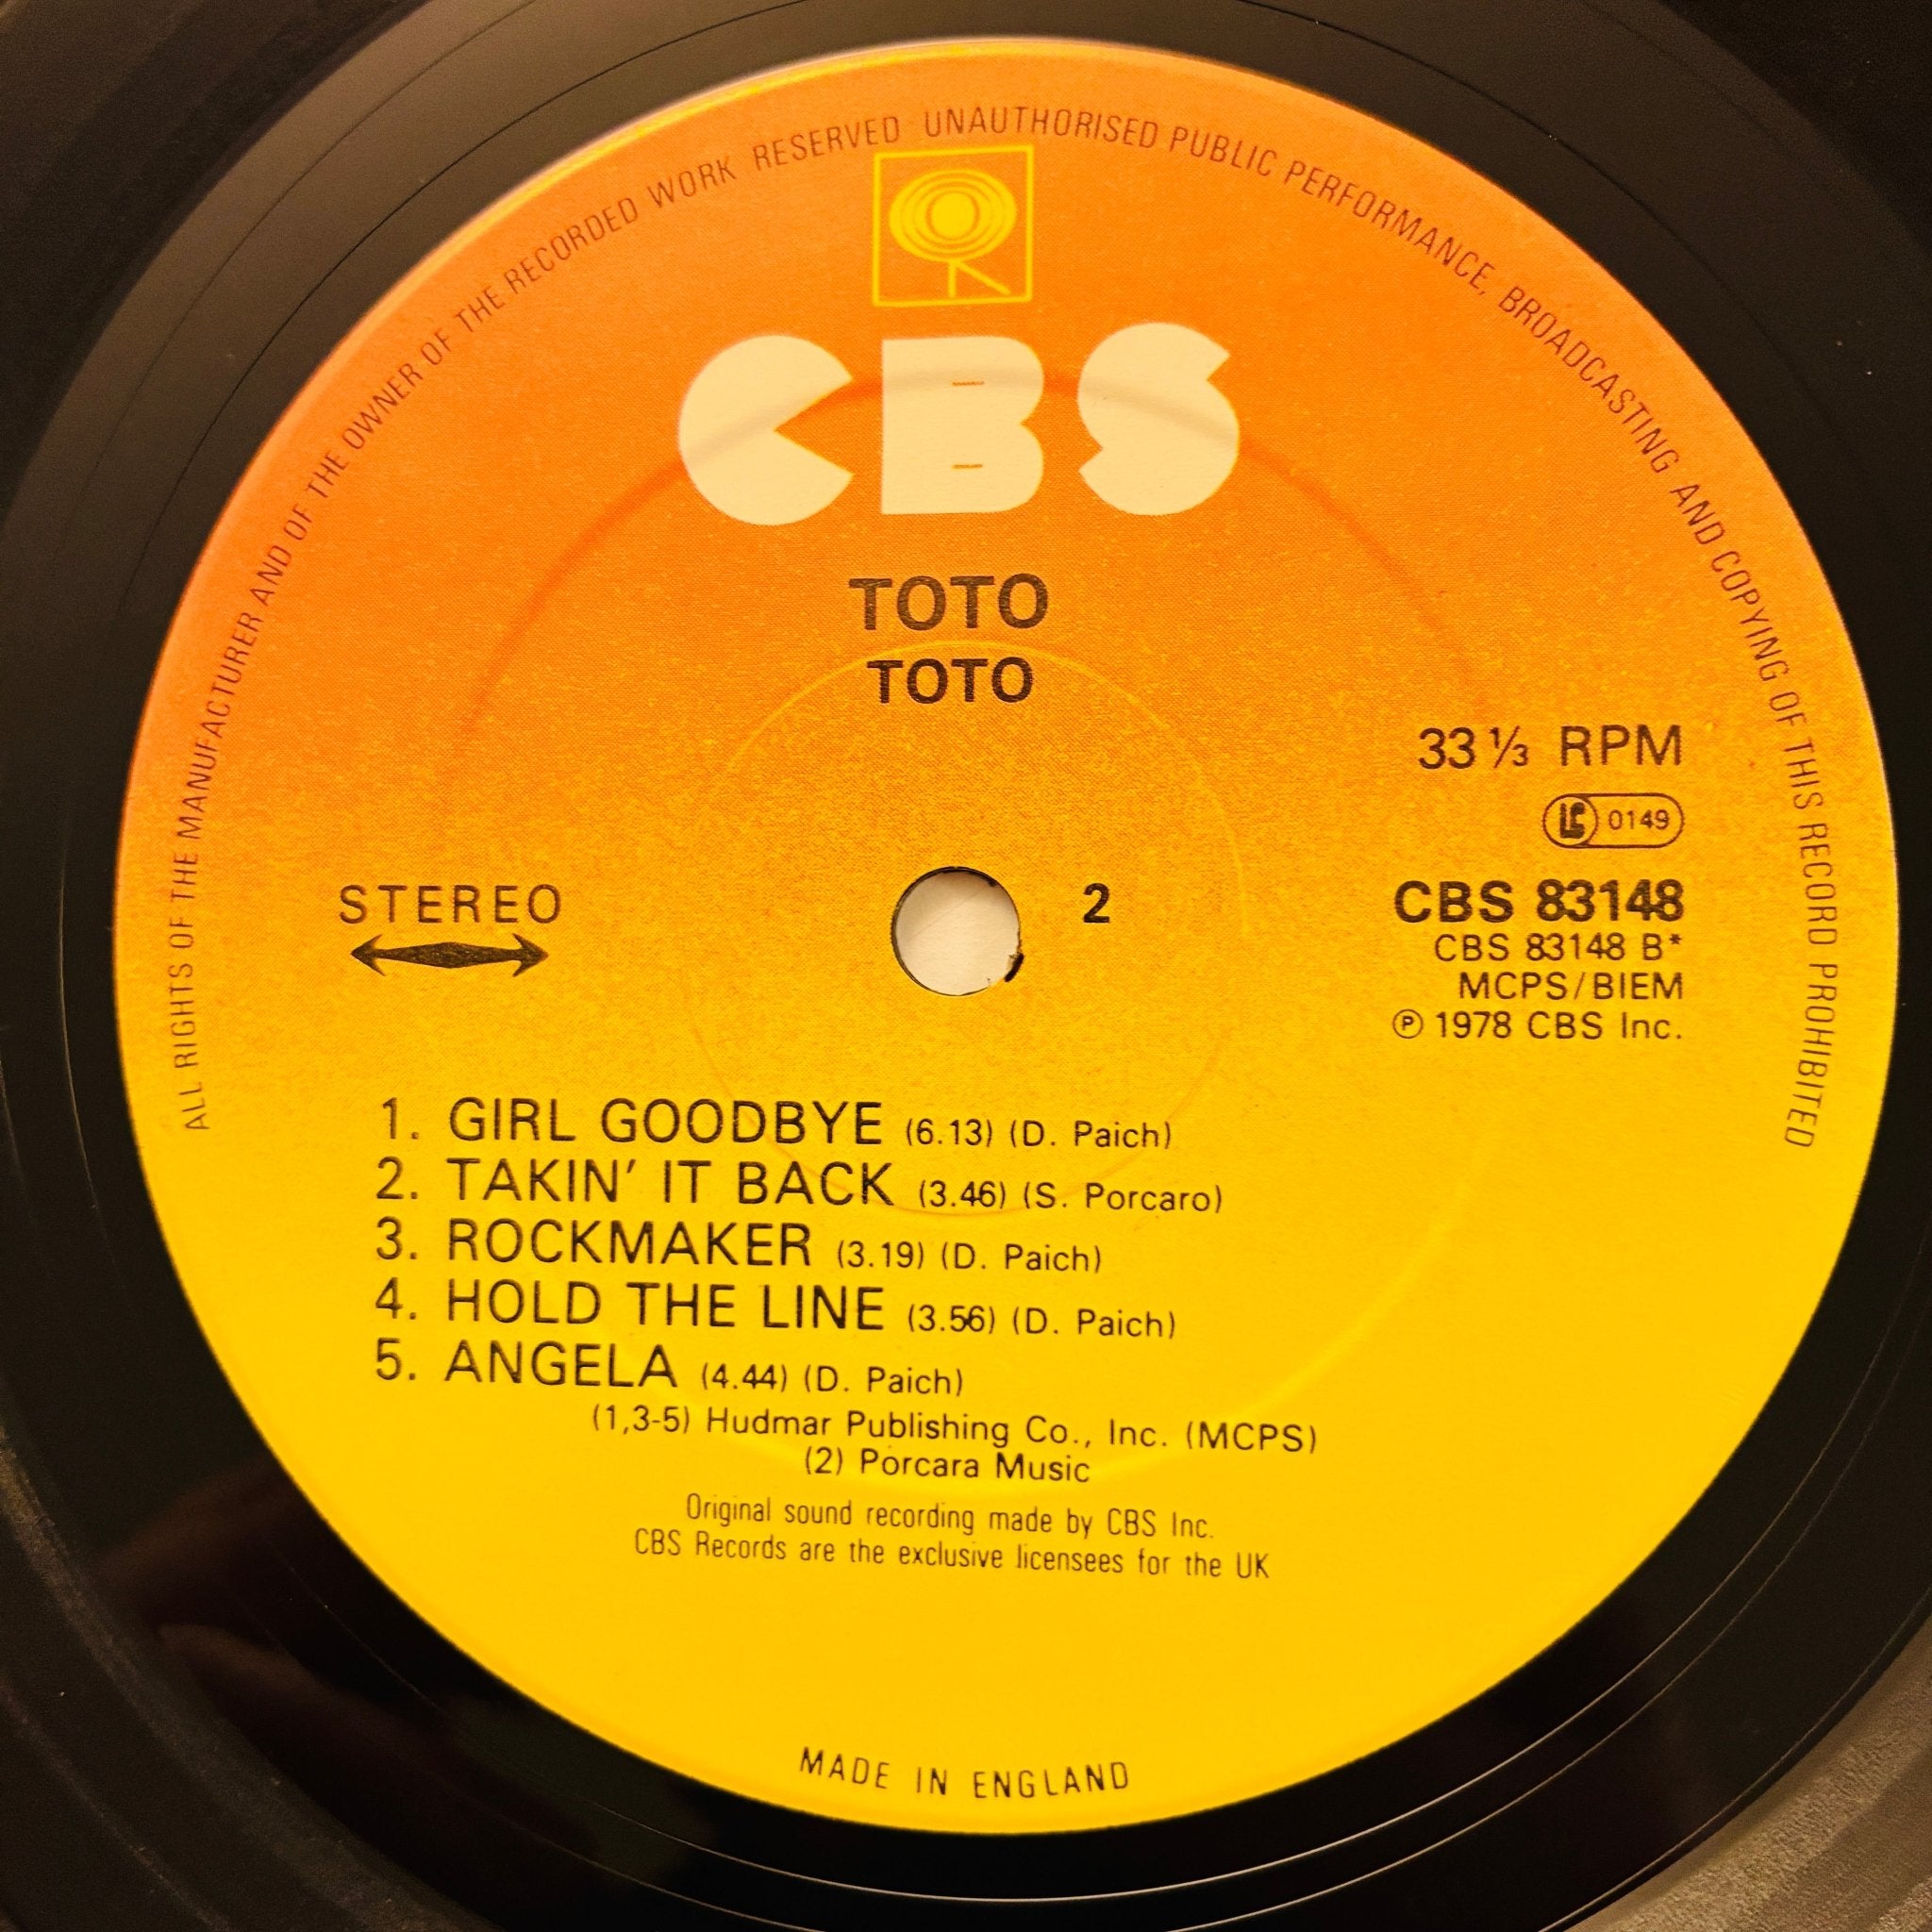 ALL RIGHTS OF THE MANUFACTURER AND OF THE OWNER OF THE RECORDED WORK RESERVED UNAUTHORISED PUBLIC PERFORMANCE, BROADCASTING AND COPYING OF THIS RECORD PROHIBITED
CBS
TOTO
TOTO
33 1/3 RPM
LC 0149
STEREO
2
CBS 83148
CBS 83148 B*
MCPS/BIEM
℗ 1978 CBS Inc.
1. GIRL GOODBYE (6.13) (D. Paich)
2. TAKIN' IT BACK (3.46) (S. Porcaro)
3. ROCKMAKER (3.19) (D. Paich)
4. HOLD THE LINE (3.56) (D. Paich)
5. ANGELA (4.44) (D. Paich)
(1,3-5) Hudmar Publishing Co., Inc. (MCPS)
(2) Porcara Music
Original sound recording made by CBS Inc.
CBS Records are the exclusive licensees for the UK
MADE IN ENGLAND